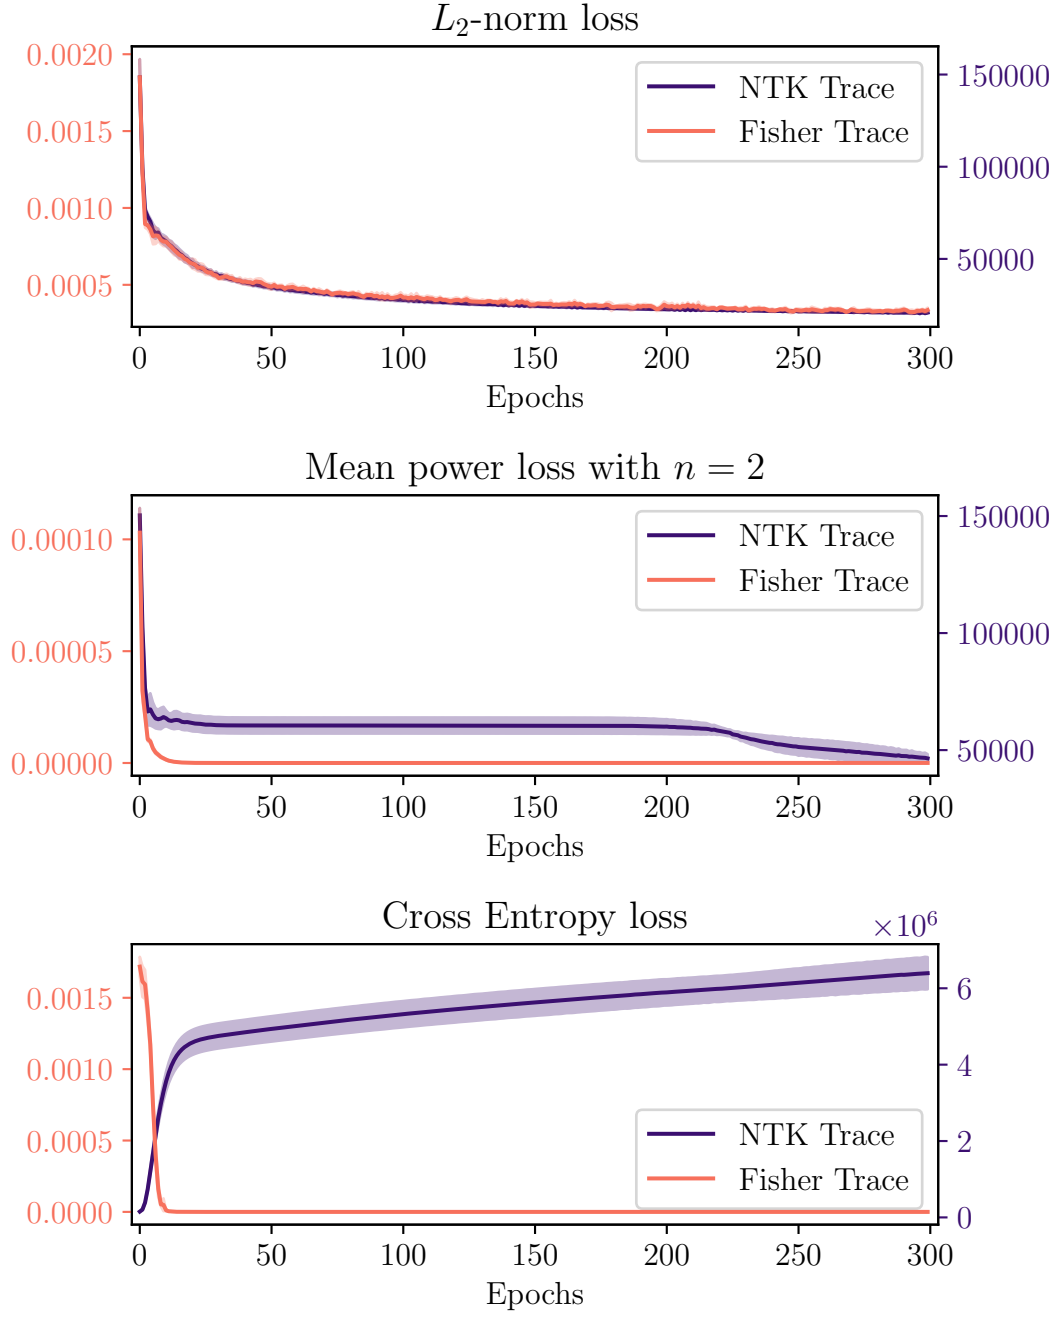 L₂-norm loss
0.0020
0.0015
0.0010
0.0005
150000
100000
50000
NTK Trace
Fisher Trace
0 50 100 150 200 250 300
Epochs
Mean power loss with n = 2
0.00010
0.00005
0.00000
150000
100000
50000
NTK Trace
Fisher Trace
0 50 100 150 200 250 300
Epochs
Cross Entropy loss
×10⁶
0.0015
0.0010
0.0005
0.0000
6
4
2
0
NTK Trace
Fisher Trace
0 50 100 150 200 250 300
Epochs